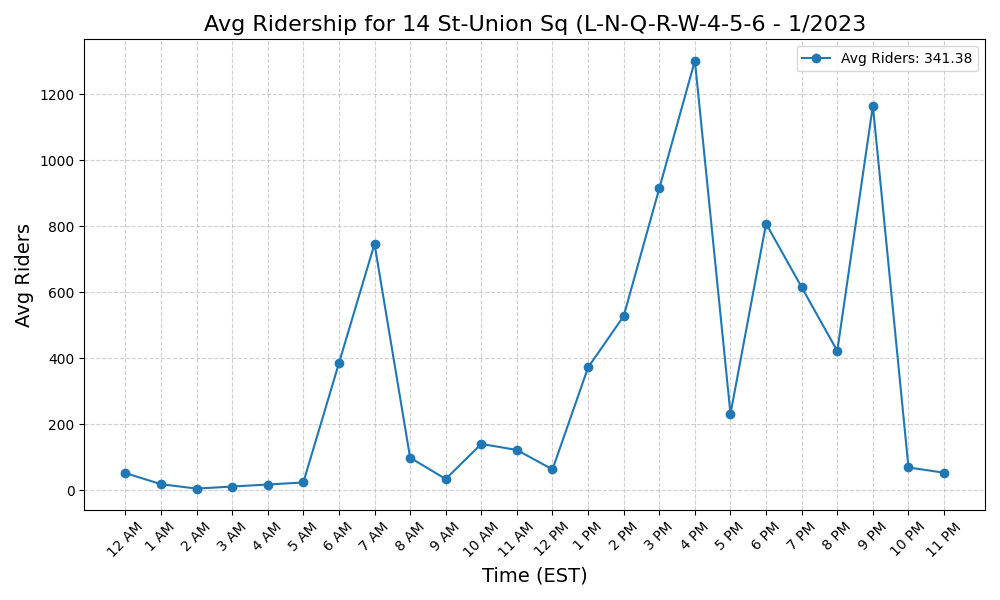 Avg Ridership for 14 St-Union Sq (L-N-Q-R-W-4-5-6 - 1/2023
Avg Riders: 341.38
Avg Riders
1200
1000
800
600
400
200
0
12 AM
1 AM
2 AM
3 AM
4 AM
5 AM
6 AM
7 AM
8 AM
9 AM
10 AM
11 AM
12 PM
1 PM
2 PM
3 PM
4 PM
5 PM
6 PM
7 PM
8 PM
9 PM
10 PM
11 PM
Time (EST)